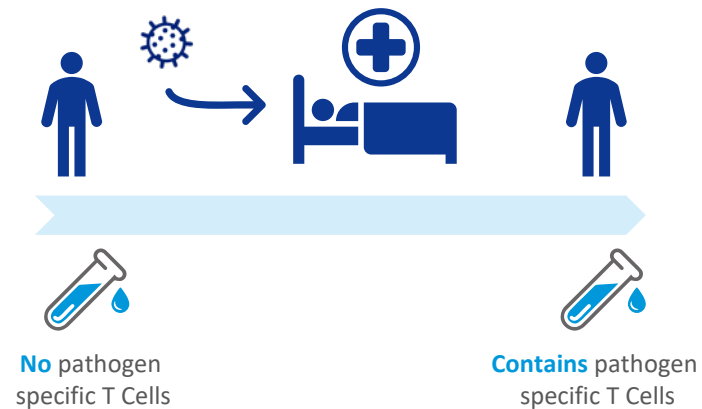 No pathogen
specific T Cells
Contains pathogen
specific T Cells